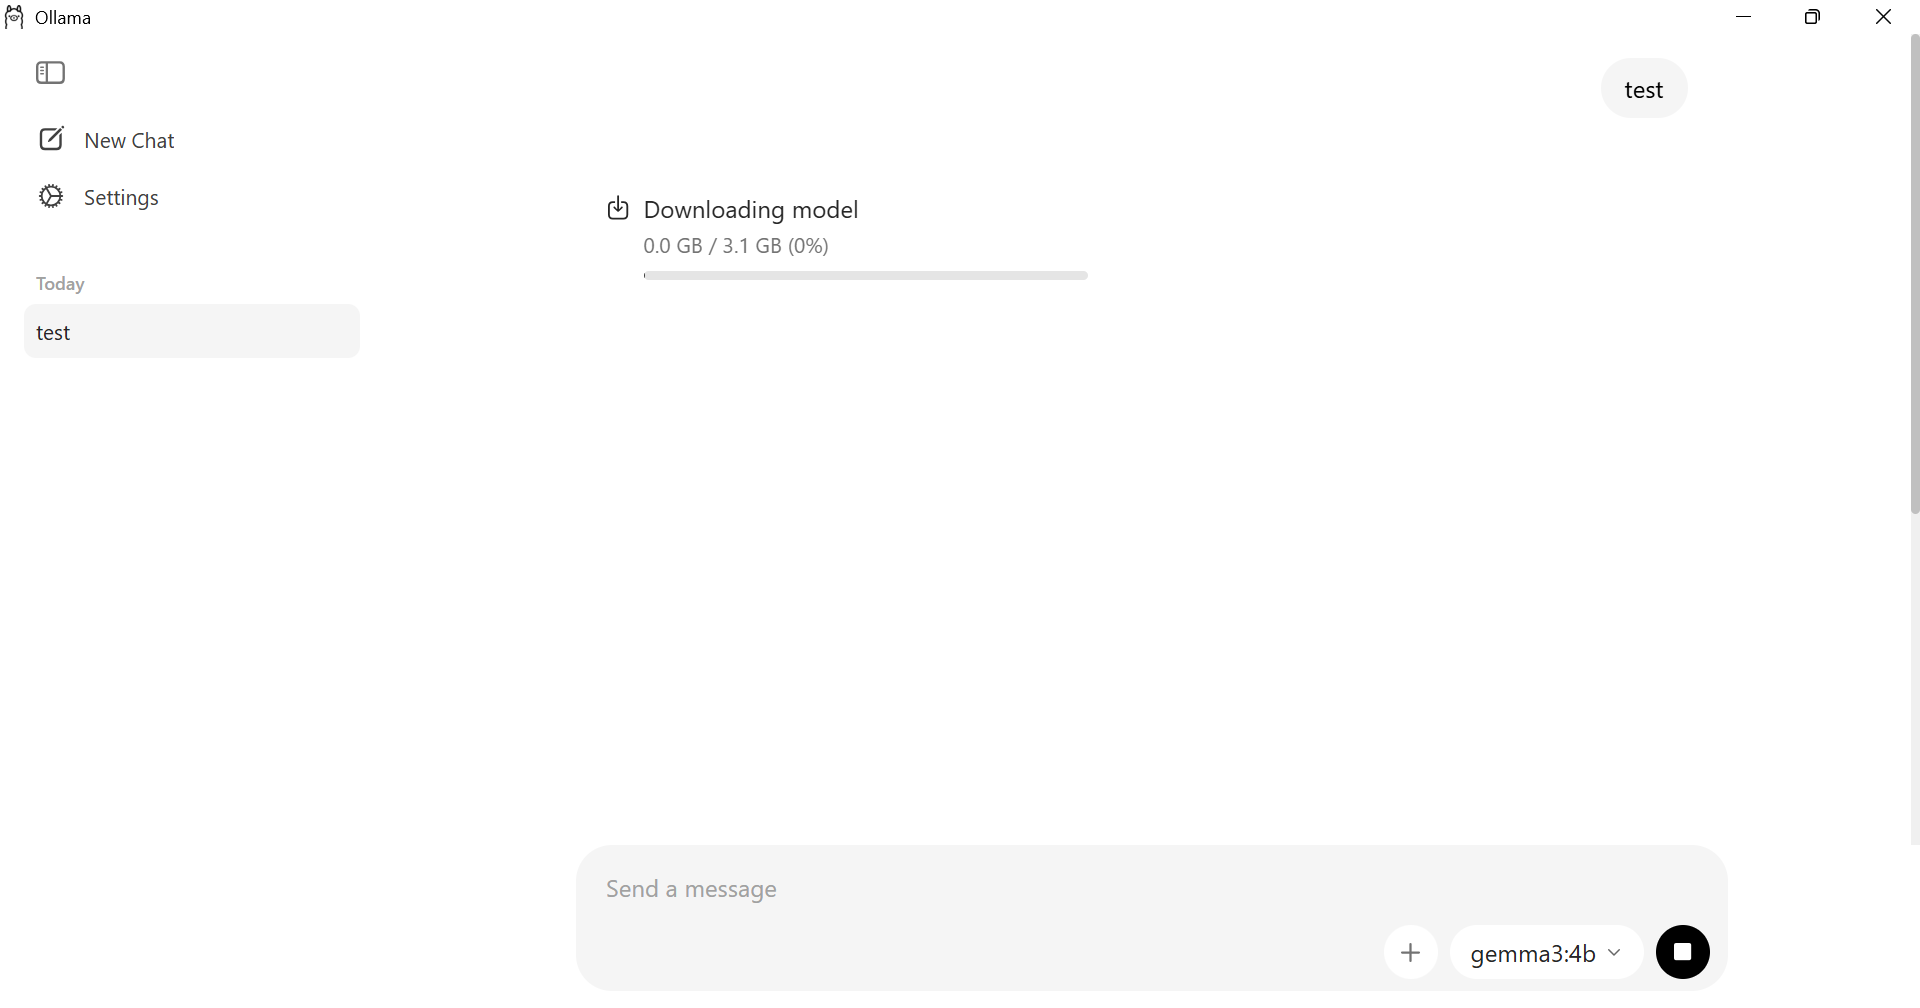 Ollama
New Chat
Settings
Today
test
test
Downloading model
0.0 GB / 3.1 GB (0%)
Send a message
gemma3:4b